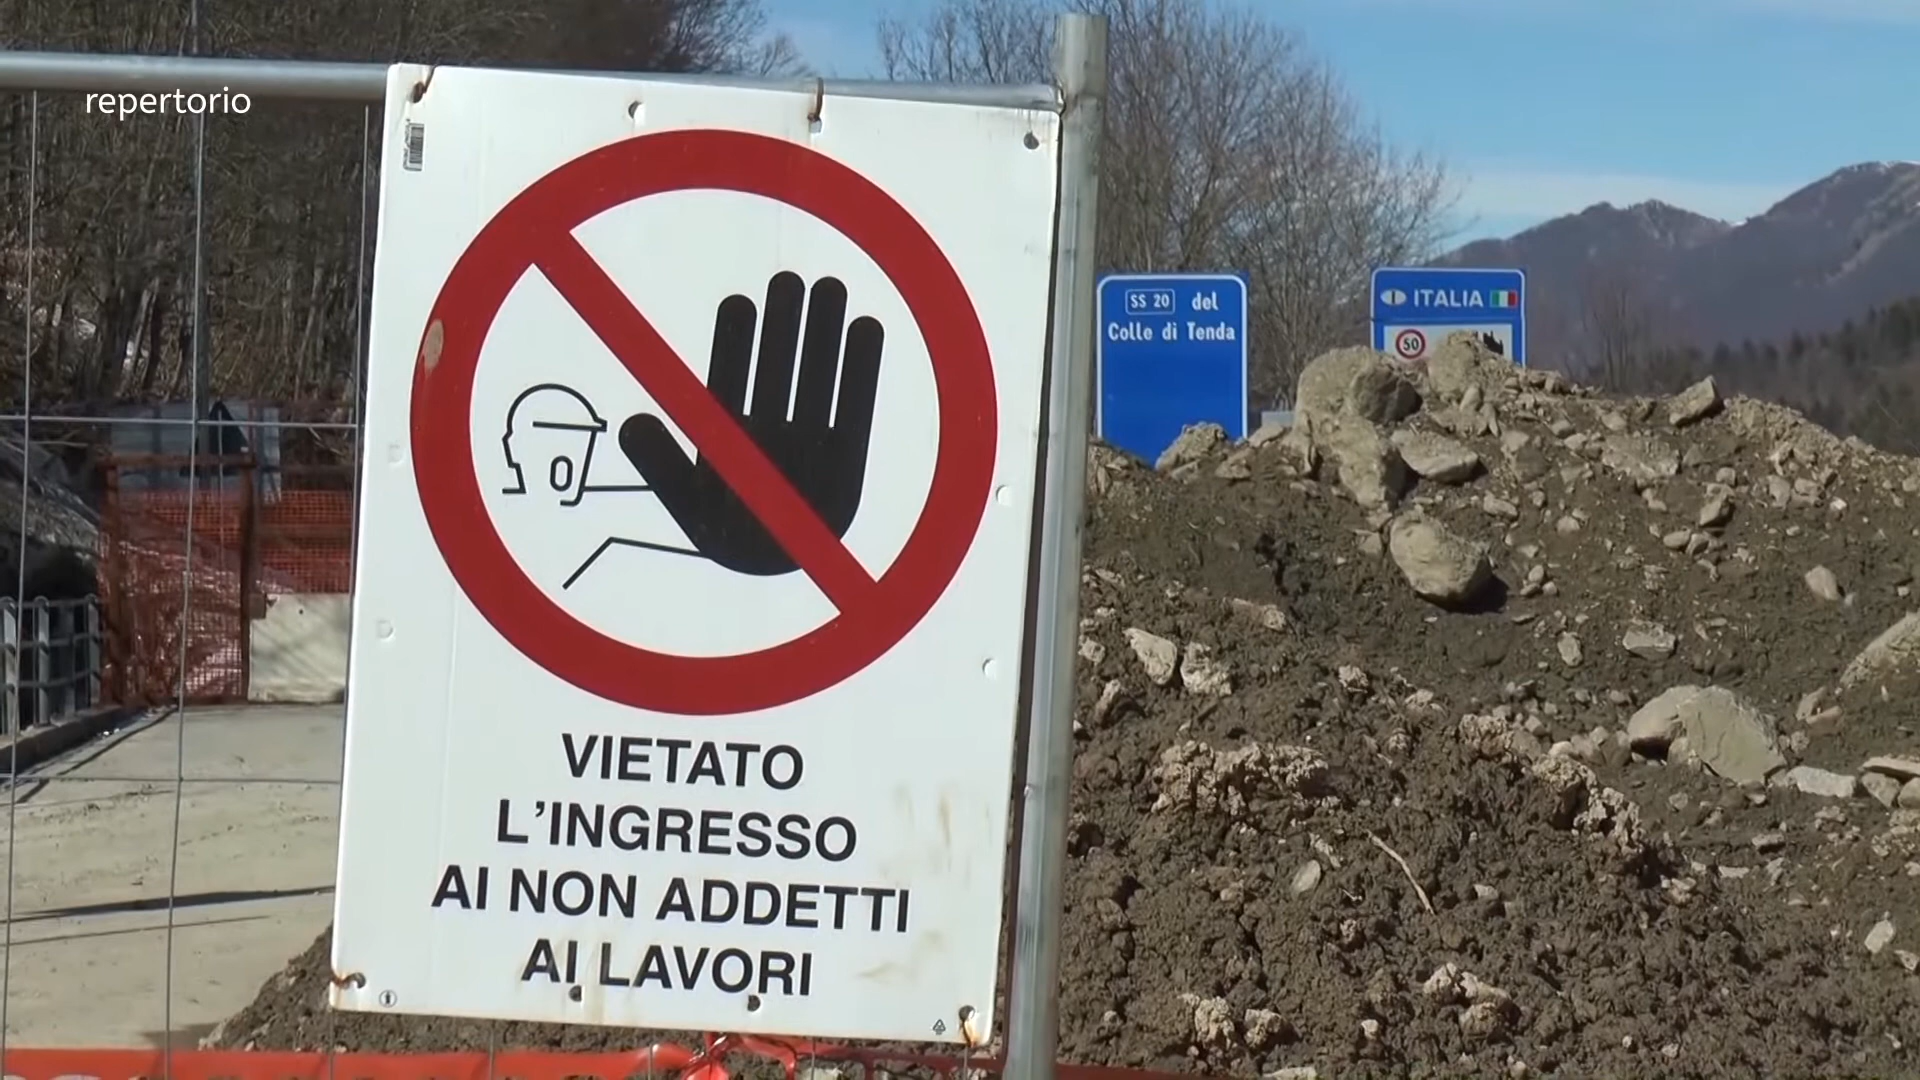 repertorio
VIETATO
L'INGRESSO
AI NON ADDETTI
AI LAVORI
SS 20 del
Colle di Tenda
I ITALIA
50